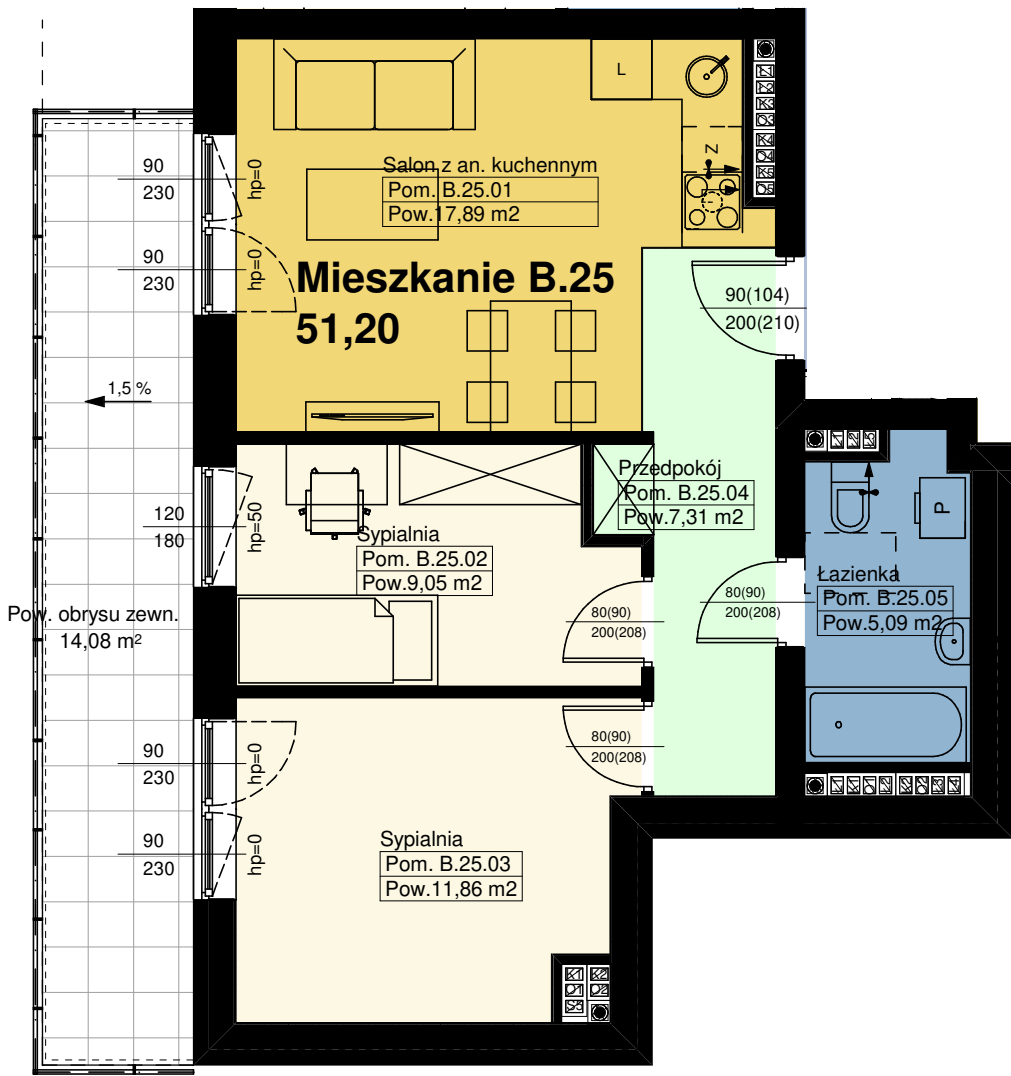 L
Z
90
230
hp=0
Salon z an. kuchennym
Pom. B.25.01
Pow.17,89 m2
90
230
hp=0
Mieszkanie B.25
51,20
90(104)
200(210)
1,5 %
Przedpokój
Pom. B.25.04
Pow.7,31 m2
P
120
180
hp=50
Sypialnia
Pom. B.25.02
Pow.9,05 m2
Łazienka
Pom. B.25.05
Pow.5,09 m2
80(90)
200(208)
80(90)
200(208)
Pow. obrysu zewn.
14,08 m²
90
230
hp=0
80(90)
200(208)
90
230
hp=0
Sypialnia
Pom. B.25.03
Pow.11,86 m2